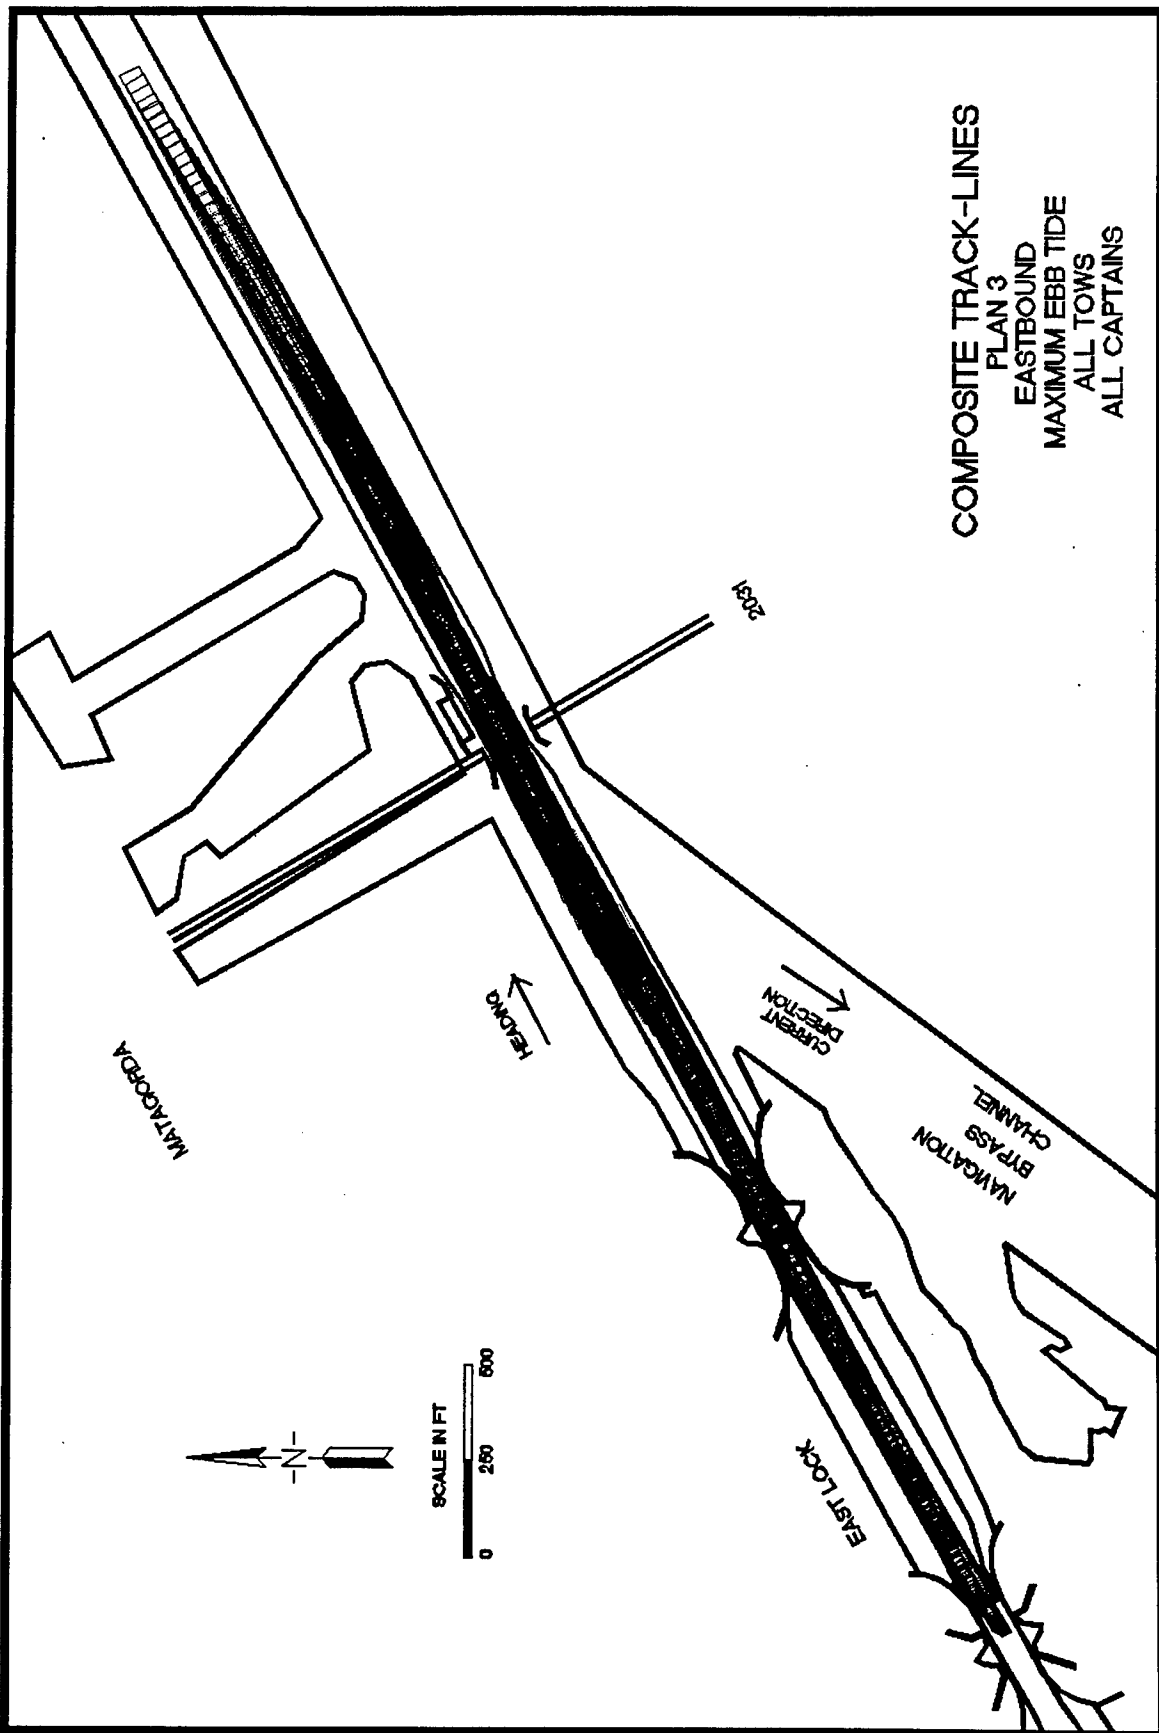 COMPOSITE TRACK-LINES
PLAN 3
EASTBOUND
MAXIMUM EBB TIDE
ALL TOWS
ALL CAPTAINS
MATAGORDA
HEADING
2031
CURRENT
DIRECTION
NAVIGATION
BYPASS
CHANNEL
EAST LOCK
N
SCALE IN FT
0 250 500